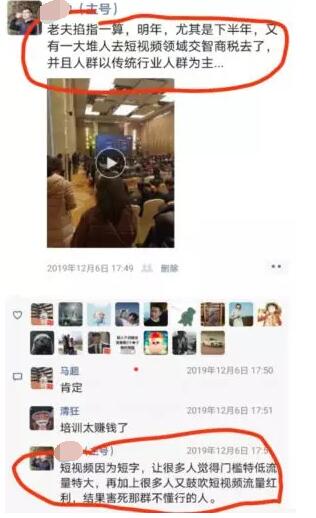 (主号)
老夫掐指一算，明年，尤其是下半年，又
有一大堆人去短视频领域交智商税去了，
并且人群以传统行业人群为主...
2019年12月6日 17:49
删除
2019年12月6日 17:50
马超
肯定
清狂
2019年12月6日 17:51
培训太赚钱了
(主号)
2019年12月6日
短视频因为短字，让很多人觉得门槛特低流
量特大，再加上很多人又鼓吹短视频流量红
利，结果害死那群不懂行的人。